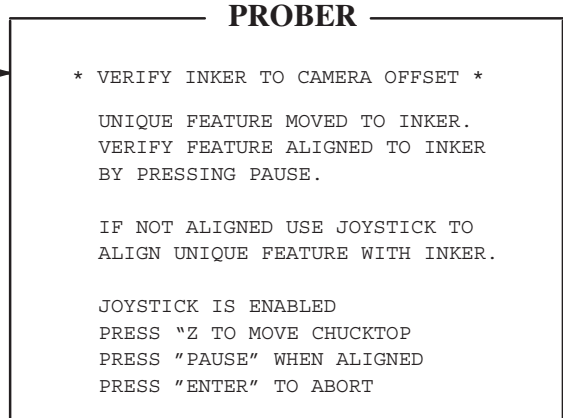 PROBER
* VERIFY INKER TO CAMERA OFFSET *
UNIQUE FEATURE MOVED TO INKER.
VERIFY FEATURE ALIGNED TO INKER
BY PRESSING PAUSE.
IF NOT ALIGNED USE JOYSTICK TO
ALIGN UNIQUE FEATURE WITH INKER.
JOYSTICK IS ENABLED
PRESS “Z TO MOVE CHUCKTOP
PRESS ”PAUSE” WHEN ALIGNED
PRESS ”ENTER” TO ABORT